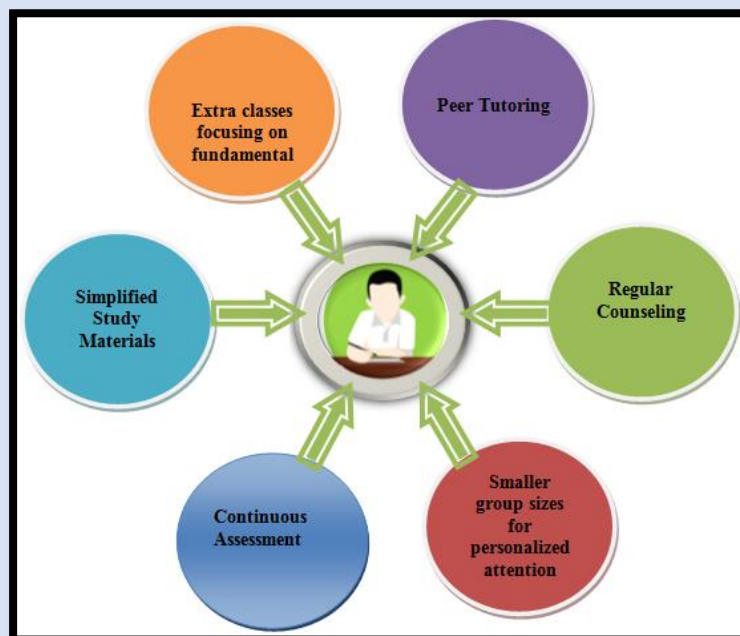 Extra classes
focusing on
fundamental
Peer Tutoring
Simplified
Study
Materials
Regular
Counseling
Continuous
Assessment
Smaller
group sizes
for
personalized
attention